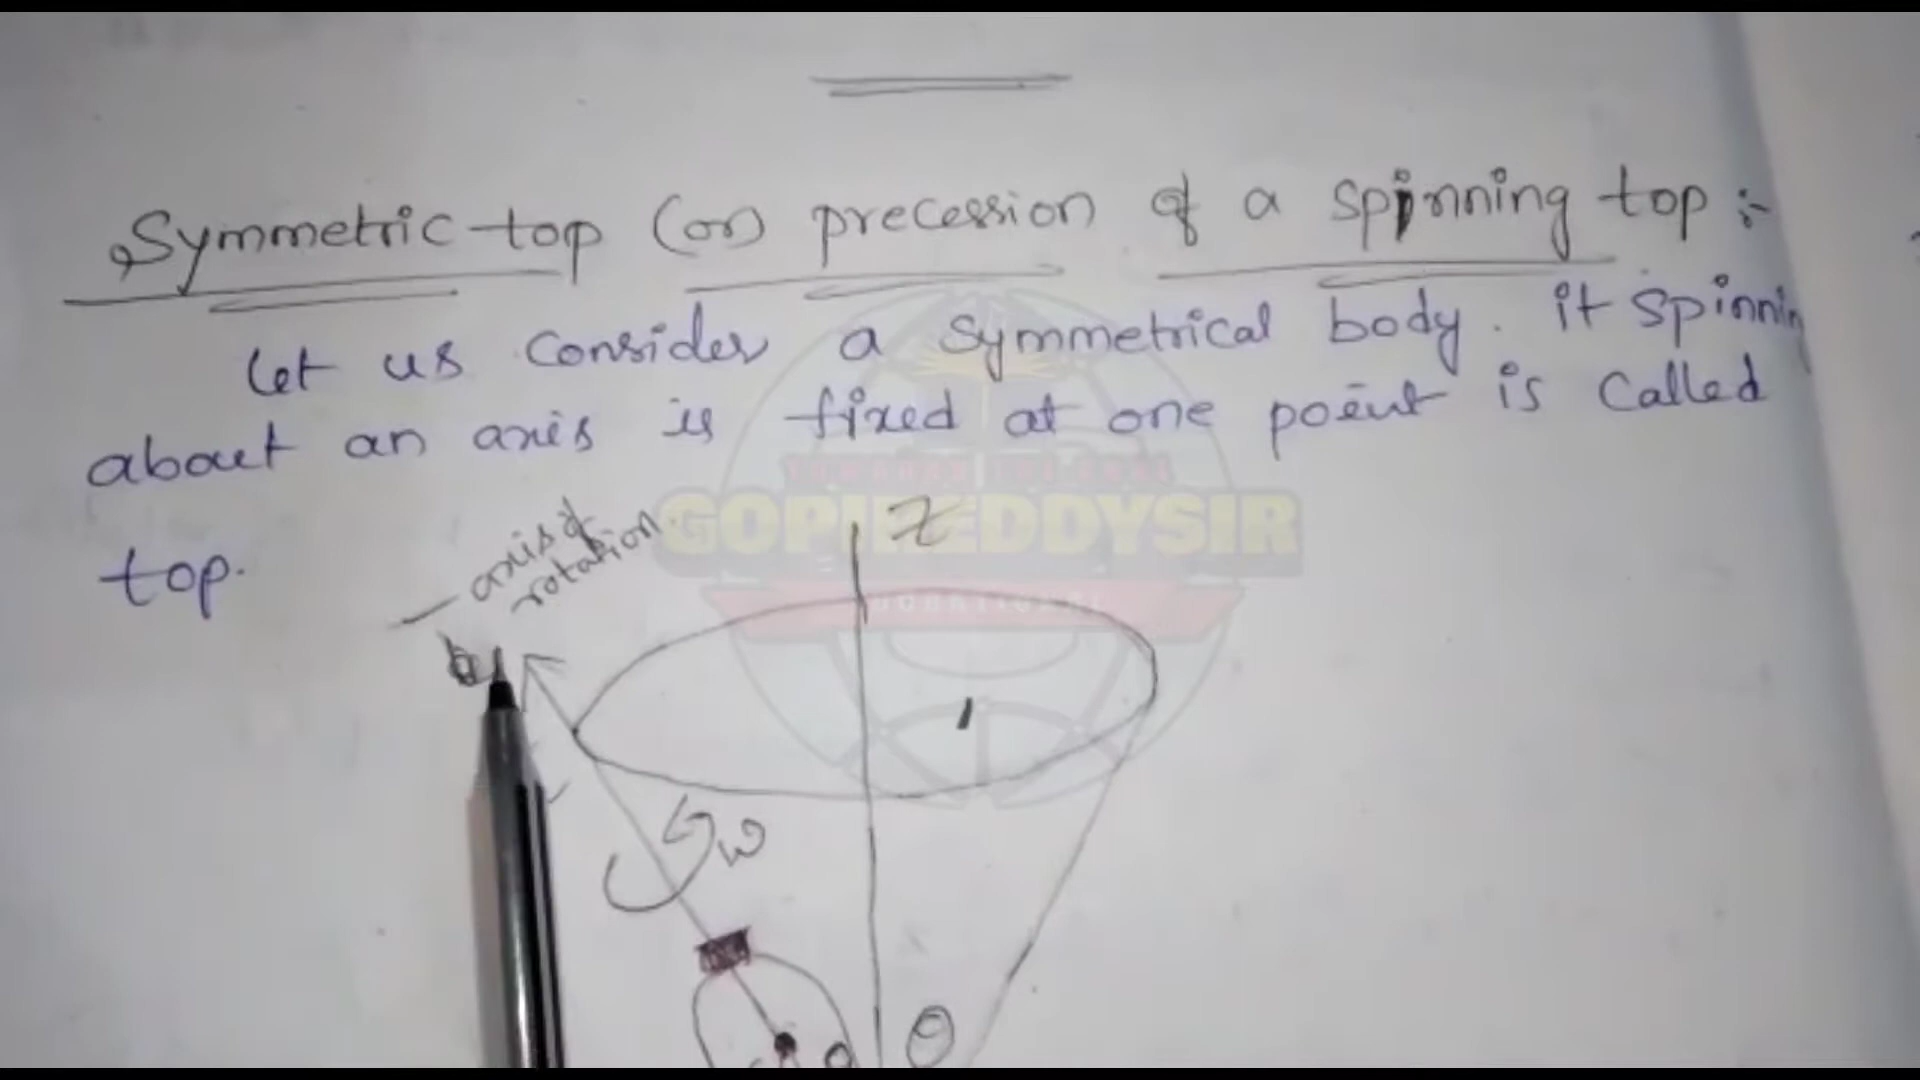 Symmetric top (or) precession of a spinning top :-
Let us consider a symmetrical body. it spinning
about an axis is fixed at one point is called
top.
axis of
rotation.
Z
GOPIREDDYSIR
ω
θ